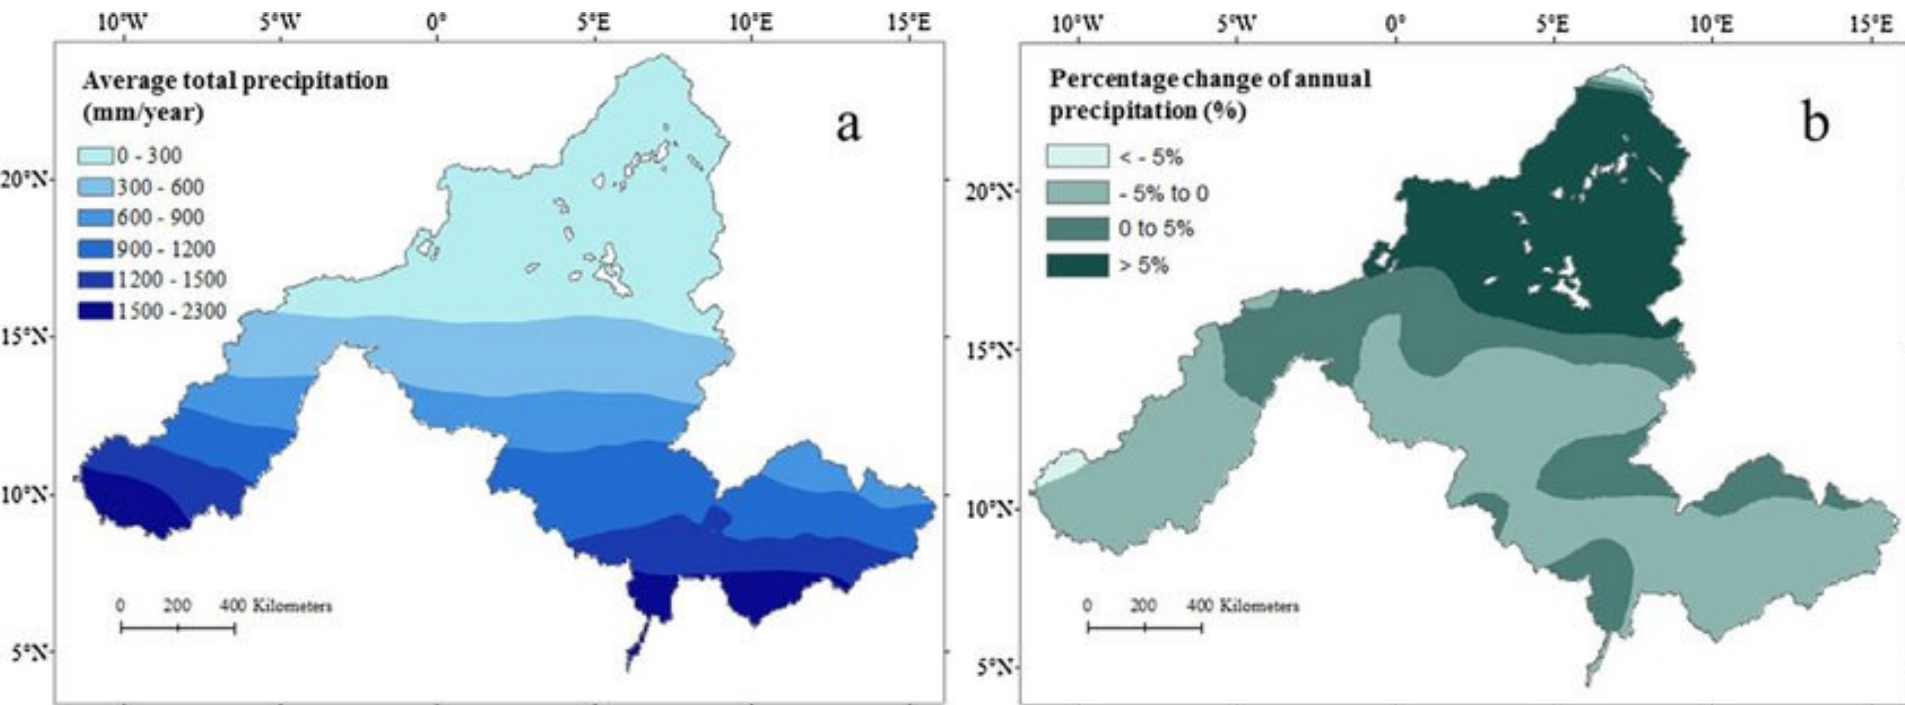 10°W 5°W 0° 5°E 10°E 15°E
Average total precipitation
(mm/year)
a
0 - 300
300 - 600
600 - 900
900 - 1200
1200 - 1500
1500 - 2300
20°N
15°N
10°N
5°N
0 200 400 Kilometers
10°W 5°W 0° 5°E 10°E 15°E
Percentage change of annual
precipitation (%)
b
< - 5%
- 5% to 0
0 to 5%
> 5%
20°N
15°N
10°N
5°N
0 200 400 Kilometers